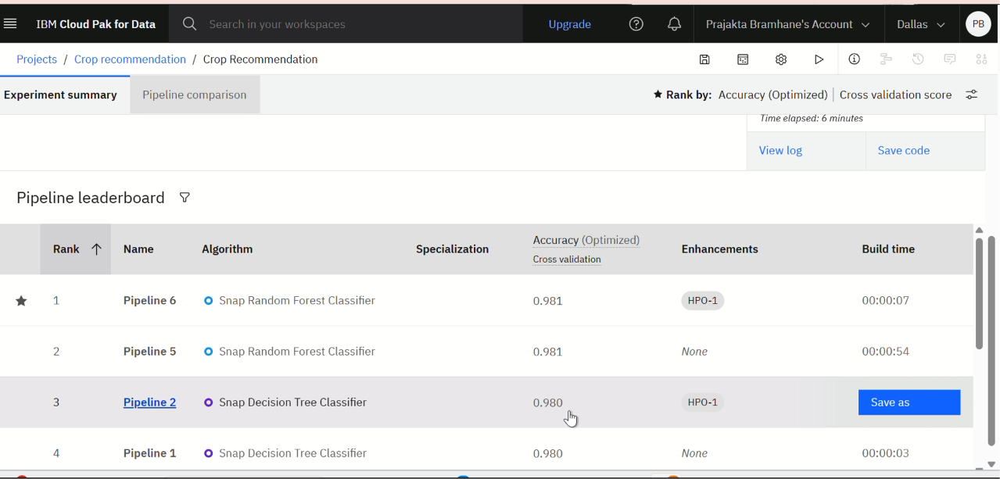 IBM Cloud Pak for Data Search in your workspaces Upgrade Prajakta Bramhane's Account Dallas PB
Projects / Crop recommendation / Crop Recommendation
Experiment summary Pipeline comparison ★ Rank by: Accuracy (Optimized) | Cross validation score
Time elapsed: 6 minutes
View log Save code
Pipeline leaderboard
Rank ↑ Name Algorithm Specialization Accuracy (Optimized) Enhancements Build time
Cross validation
★ 1 Pipeline 6 Snap Random Forest Classifier 0.981 HPO-1 00:00:07
2 Pipeline 5 Snap Random Forest Classifier 0.981 None 00:00:54
3 Pipeline 2 Snap Decision Tree Classifier 0.980 HPO-1 Save as
4 Pipeline 1 Snap Decision Tree Classifier 0.980 None 00:00:03